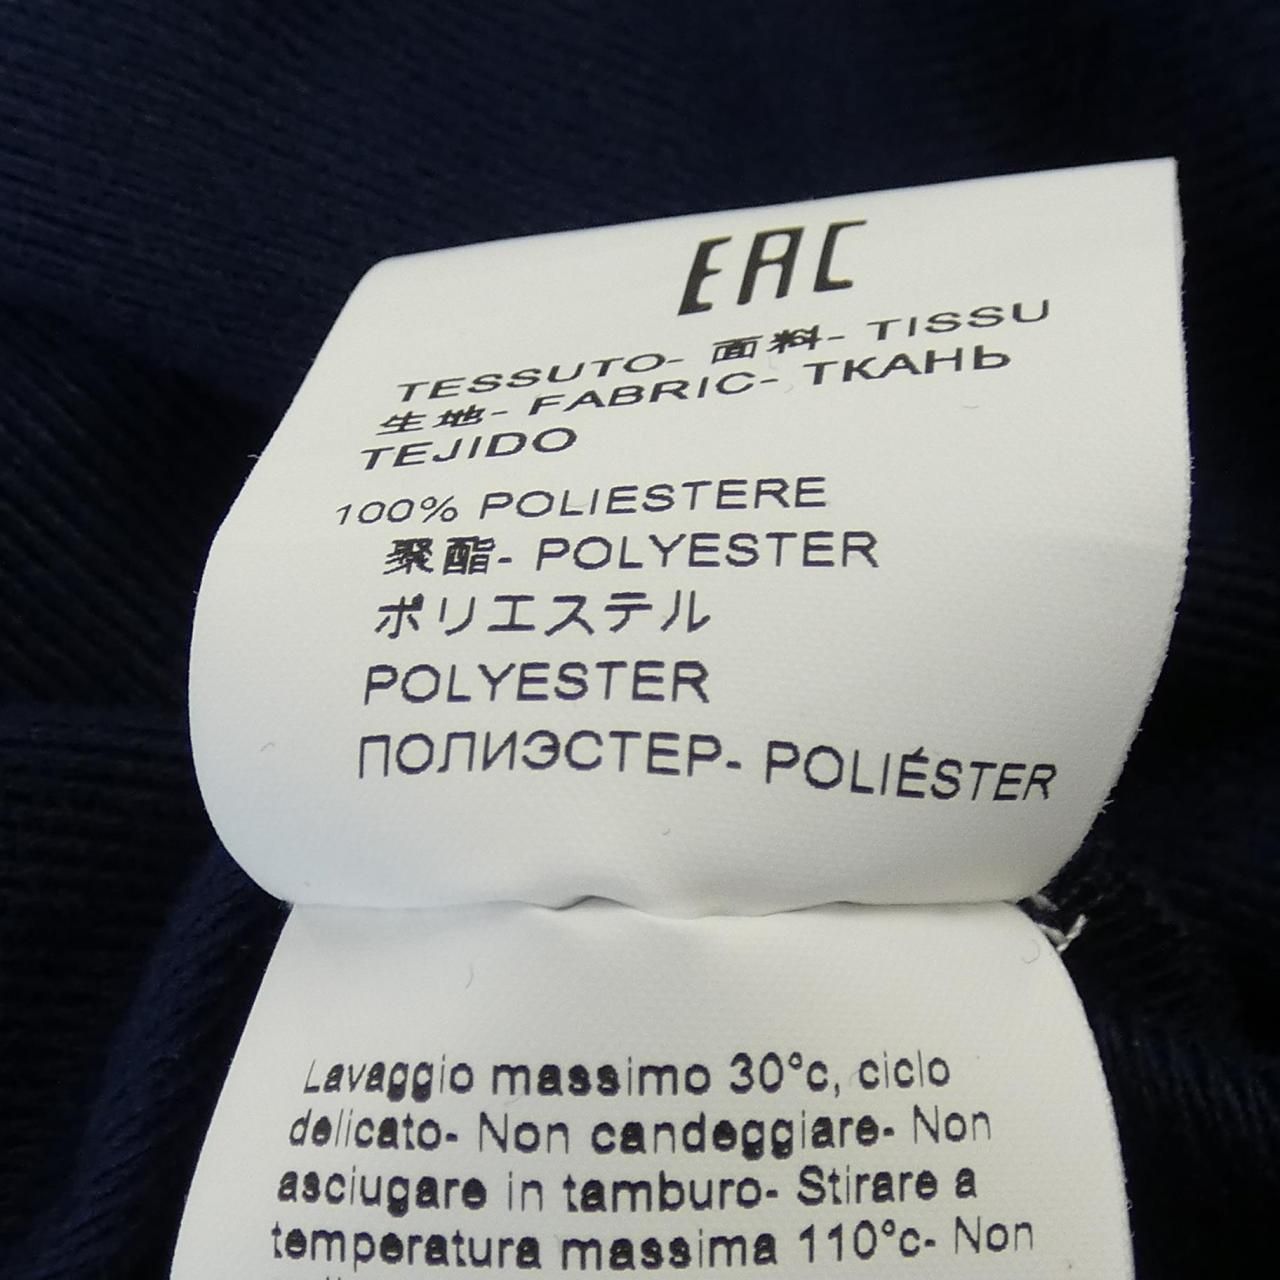 EAC
TESSUTO- 面料- TISSU
生地- FABRIC- ТКАНЬ
TEJIDO
100% POLIESTERE
聚酯- POLYESTER
ポリエステル
POLYESTER
ПОЛИЭСТЕР- POLIÉSTER
Lavaggio massimo 30°c, ciclo
delicato- Non candeggiare- Non
asciugare in tamburo- Stirare a
temperatura massima 110°c- Non